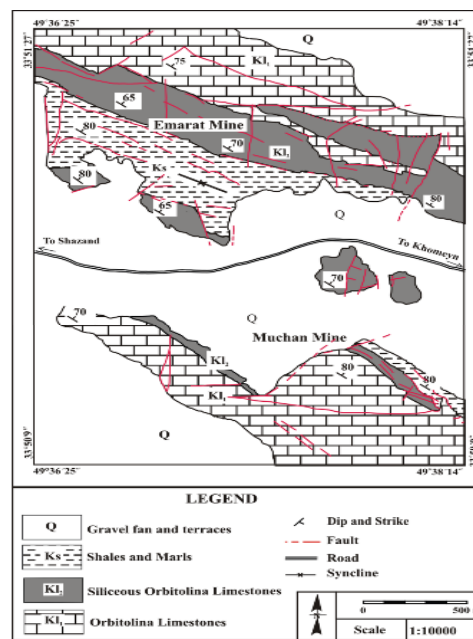 49°36'25" 49°38'14"
Q
33°51'27"
75
Kl1
65
Emarat Mine
80
70
Kl2
Ks
80
80
65
Q
To Shazand
To Khomeyn
70
Q
70
Muchan Mine
Kl2
80
80
Kl1
Q
33°50'9"
49°36'25" 49°38'14"
LEGEND
Q Gravel fan and terraces
Ks Shales and Marls
Kl2 Siliceous Orbitolina Limestones
Kl1 Orbitolina Limestones
Dip and Strike
Fault
Road
Syncline
0 500
Scale 1:10000